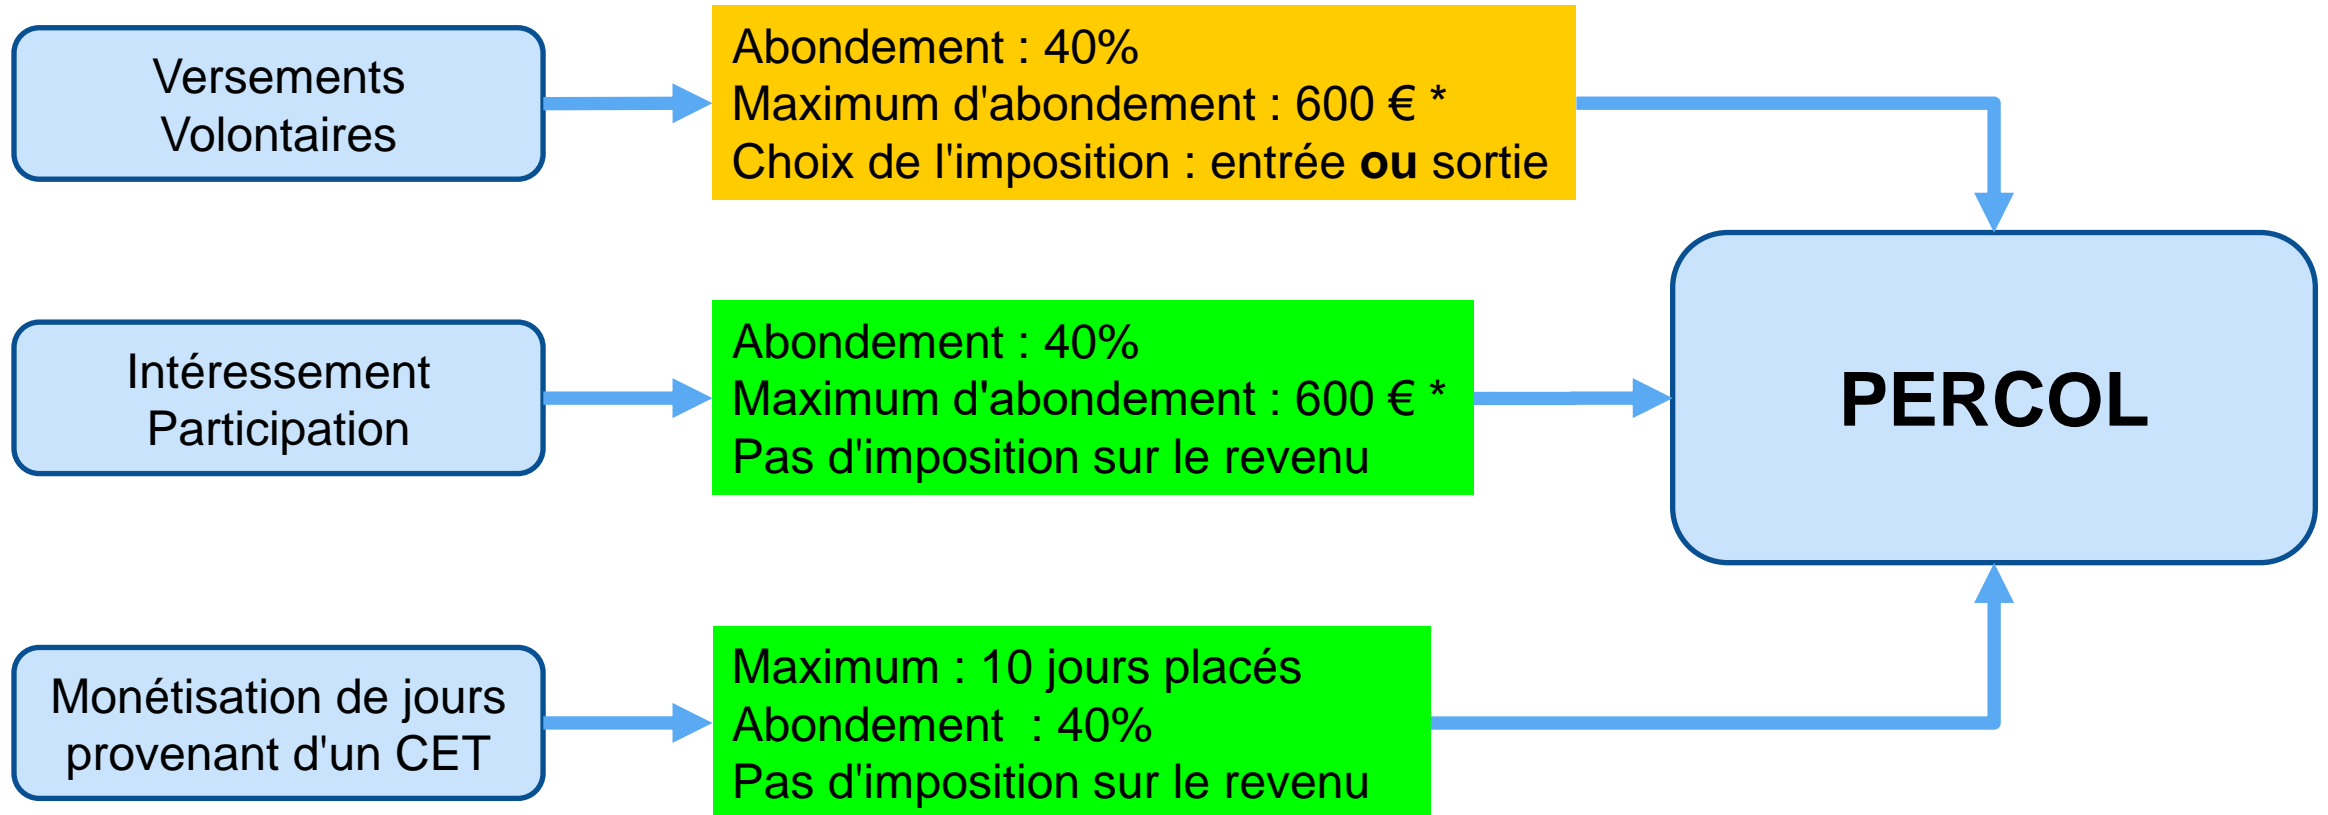 Versements
Volontaires
Abondement : 40%
Maximum d'abondement : 600 € *
Choix de l'imposition : entrée ou sortie
Intéressement
Participation
Abondement : 40%
Maximum d'abondement : 600 € *
Pas d'imposition sur le revenu
PERCOL
Monétisation de jours
provenant d'un CET
Maximum : 10 jours placés
Abondement  : 40%
Pas d'imposition sur le revenu